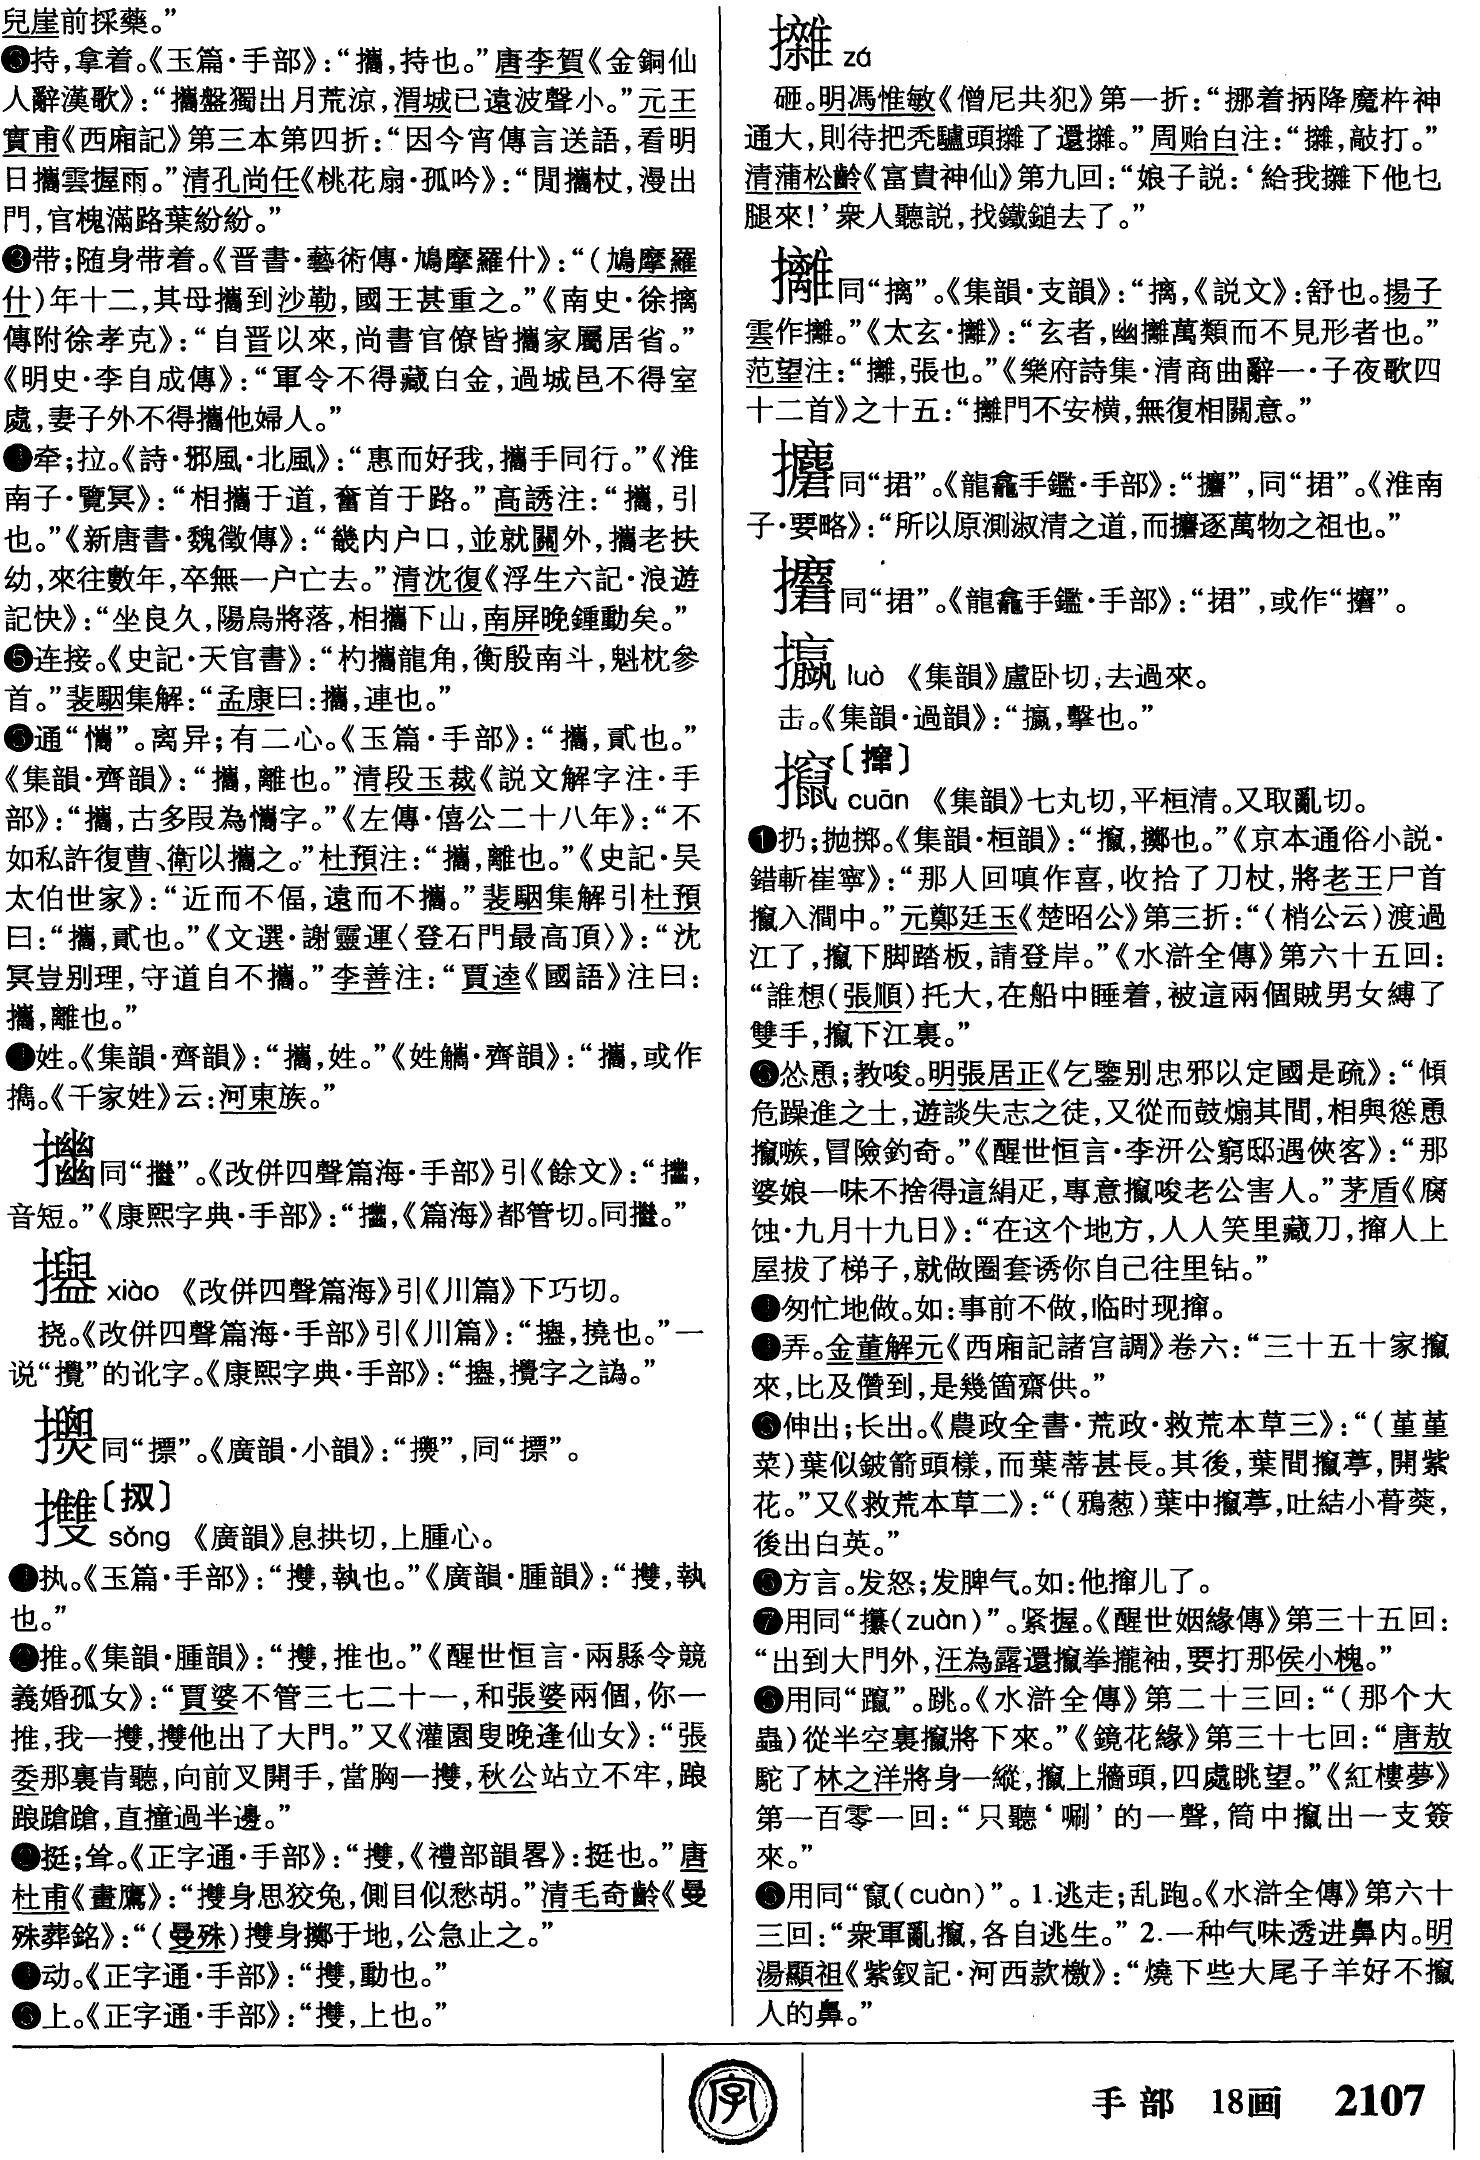 兒崖前採藥。”
❷持，拿着。《玉篇·手部》：“攜，持也。”唐李賀《金銅仙
人辭漢歌》：“攜盤獨出月荒涼，渭城已遠波聲小。”元王
實甫《西廂記》第三本第四折：“因今宵傳言送語，看明
日攜雲握雨。”清孔尚任《桃花扇·孤吟》：“閒攜杖，漫出
門，官槐滿路葉紛紛。”
❸带；随身带着。《晋書·藝術傳·鳩摩羅什》：“（鳩摩羅
什）年十二，其母攜到沙勒，國王甚重之。”《南史·徐摛
傳附徐孝克》：“自晋以來，尚書官僚皆攜家屬居省。”
《明史·李自成傳》：“軍令不得藏白金，過城邑不得室
處，妻子外不得攜他婦人。”
❹牵；拉。《詩·邶風·北風》：“惠而好我，攜手同行。”《淮
南子·覽冥》：“相攜于道，奮首于路。”高誘注：“攜，引
也。”《新唐書·魏徵傳》：“畿内户口，並就關外，攜老扶
幼，來往數年，卒無一户亡去。”清沈復《浮生六記·浪遊
記快》：“坐良久，陽烏將落，相攜下山，南屏晚鍾動矣。”
❺连接。《史記·天官書》：“杓攜龍角，衡殷南斗，魁枕參
首。”裴駰集解：“孟康曰：攜，連也。”
❻通“懏”。离异；有二心。《玉篇·手部》：“攜，貳也。”
《集韻·齊韻》：“攜，離也。”清段玉裁《説文解字注·手
部》：“攜，古多叚為懏字。”《左傳·僖公二十八年》：“不
如私許復曹、衛以攜之。”杜預注：“攜，離也。”《史記·吴
太伯世家》：“近而不偪，遠而不攜。”裴駰集解引杜預
曰：“攜，貳也。”《文選·謝靈運〈登石門最高頂〉》：“沈
冥豈别理，守道自不攜。”李善注：“賈逵《國語》注曰：
攜，離也。”
❼姓。《集韻·齊韻》：“攜，姓。”《姓觿·齊韻》：“攜，或作
擕。《千家姓》云：河東族。”
同“”。《改併四聲篇海·手部》引《餘文》：“，
音短。”《康熙字典·手部》：“，《篇海》都管切。同。”
xiào 《改併四聲篇海》引《川篇》下巧切。
挠。《改併四聲篇海·手部》引《川篇》：“，撓也。”一
说“攪”的讹字。《康熙字典·手部》：“，攪字之譌。”
同“摽”。《廣韻·小韻》：“”，同“摽”。
㩳〔㧐〕
sǒng 《廣韻》息拱切，上腫心。
❶执。《玉篇·手部》：“㩳，執也。”《廣韻·腫韻》：“㩳，執
也。”
❷推。《集韻·腫韻》：“㩳，推也。”《醒世恒言·兩縣令競
義婚孤女》：“賈婆不管三七二十一，和張婆兩個，你一
推，我一㩳，㩳他出了大門。”又《灌園叟晚逢仙女》：“張
委那裏肯聽，向前叉開手，當胸一㩳，秋公站立不牢，踉
踉蹌蹌，直撞過半邊。”
❸挺；耸。《正字通·手部》：“㩳，《禮部韻畧》：挺也。”唐
杜甫《畫鷹》：“㩳身思狡兔，側目似愁胡。”清毛奇齡《曼
殊葬銘》：“（曼殊）㩳身擲于地，公急止之。”
❹动。《正字通·手部》：“㩳，動也。”
❺上。《正字通·手部》：“㩳，上也。”
雥 zá
砸。明馮惟敏《僧尼共犯》第一折：“挪着抦降魔杵神
通大，則待把禿驢頭了還。”周贻白注：“，敲打。”
清蒲松齡《富貴神仙》第九回：“娘子説：‘給我下他乜
腿來！’衆人聽説，找鐵鎚去了。”
攡同“摛”。《集韻·支韻》：“摛，《説文》：舒也。揚子
雲作攡。”《太玄·攡》：“玄者，幽攡萬類而不見形者也。”
范望注：“攡，張也。”《樂府詩集·清商曲辭一·子夜歌四
十二首》之十五：“攡門不安横，無復相關意。”
攟同“捃”。《龍龕手鑑·手部》：“”，同“捃”。《淮南
子·要略》：“所以原測淑清之道，而逐萬物之祖也。”
同“捃”。《龍龕手鑑·手部》：“捃”，或作“”。
luò 《集韻》盧卧切，去過來。
击。《集韻·過韻》：“，擊也。”
攛〔撺〕
cuān 《集韻》七丸切，平桓清。又取亂切。
❶扔；抛掷。《集韻·桓韻》：“攛，擲也。”《京本通俗小説·
錯斬崔寧》：“那人回嗔作喜，收拾了刀杖，將老王尸首
攛入澗中。”元鄭廷玉《楚昭公》第三折：“（梢公云）渡過
江了，攛下脚踏板，請登岸。”《水滸全傳》第六十五回：
“誰想（張順）托大，在船中睡着，被這兩個賊男女縛了
雙手，攛下江裏。”
❷怂恿；教唆。明張居正《乞鑒别忠邪以定國是疏》：“傾
危躁進之士，遊談失志之徒，又從而鼓煽其間，相與慫恿
攛嗾，冒險釣奇。”《醒世恒言·李汧公窮邸遇俠客》：“那
婆娘一味不捨得這絹疋，專意攛唆老公害人。”茅盾《腐
蚀·九月十九日》：“在这个地方，人人笑里藏刀，撺人上
屋拔了梯子，就做圈套诱你自己往里钻。”
❸匆忙地做。如：事前不做，临时现撺。
❹弄。金董解元《西廂記諸宫調》卷六：“三十五十家攛
來，比及儹到，是幾箇齋供。”
❺伸出；长出。《農政全書·荒政·救荒本草三》：“（堇堇
菜）葉似鈹箭頭樣，而葉蒂甚長。其後，葉間攛葶，開紫
花。”又《救荒本草二》：“（鴉葱）葉中攛葶，吐結小蓇葖，
後出白英。”
❻方言。发怒；发脾气。如：他撺儿了。
❼用同“攥(zuàn)”。紧握。《醒世姻緣傳》第三十五回：
“出到大門外，汪為露還攛拳攏袖，要打那侯小槐。”
❽用同“躥”。跳。《水滸全傳》第二十三回：“（那个大
蟲）從半空裏攛將下來。”《鏡花緣》第三十七回：“唐敖
駝了林之洋將身一縱，攛上牆頭，四處眺望。”《紅樓夢》
第一百零一回：“只聽‘唰’的一聲，筒中攛出一支簽
來。”
❾用同“竄(cuàn)”。1.逃走；乱跑。《水滸全傳》第六十
三回：“衆軍亂攛，各自逃生。”2.一种气味透进鼻内。明
湯顯祖《紫釵記·河西款檄》：“燒下些大尾子羊好不攛
人的鼻。”
字
手部 18画 2107